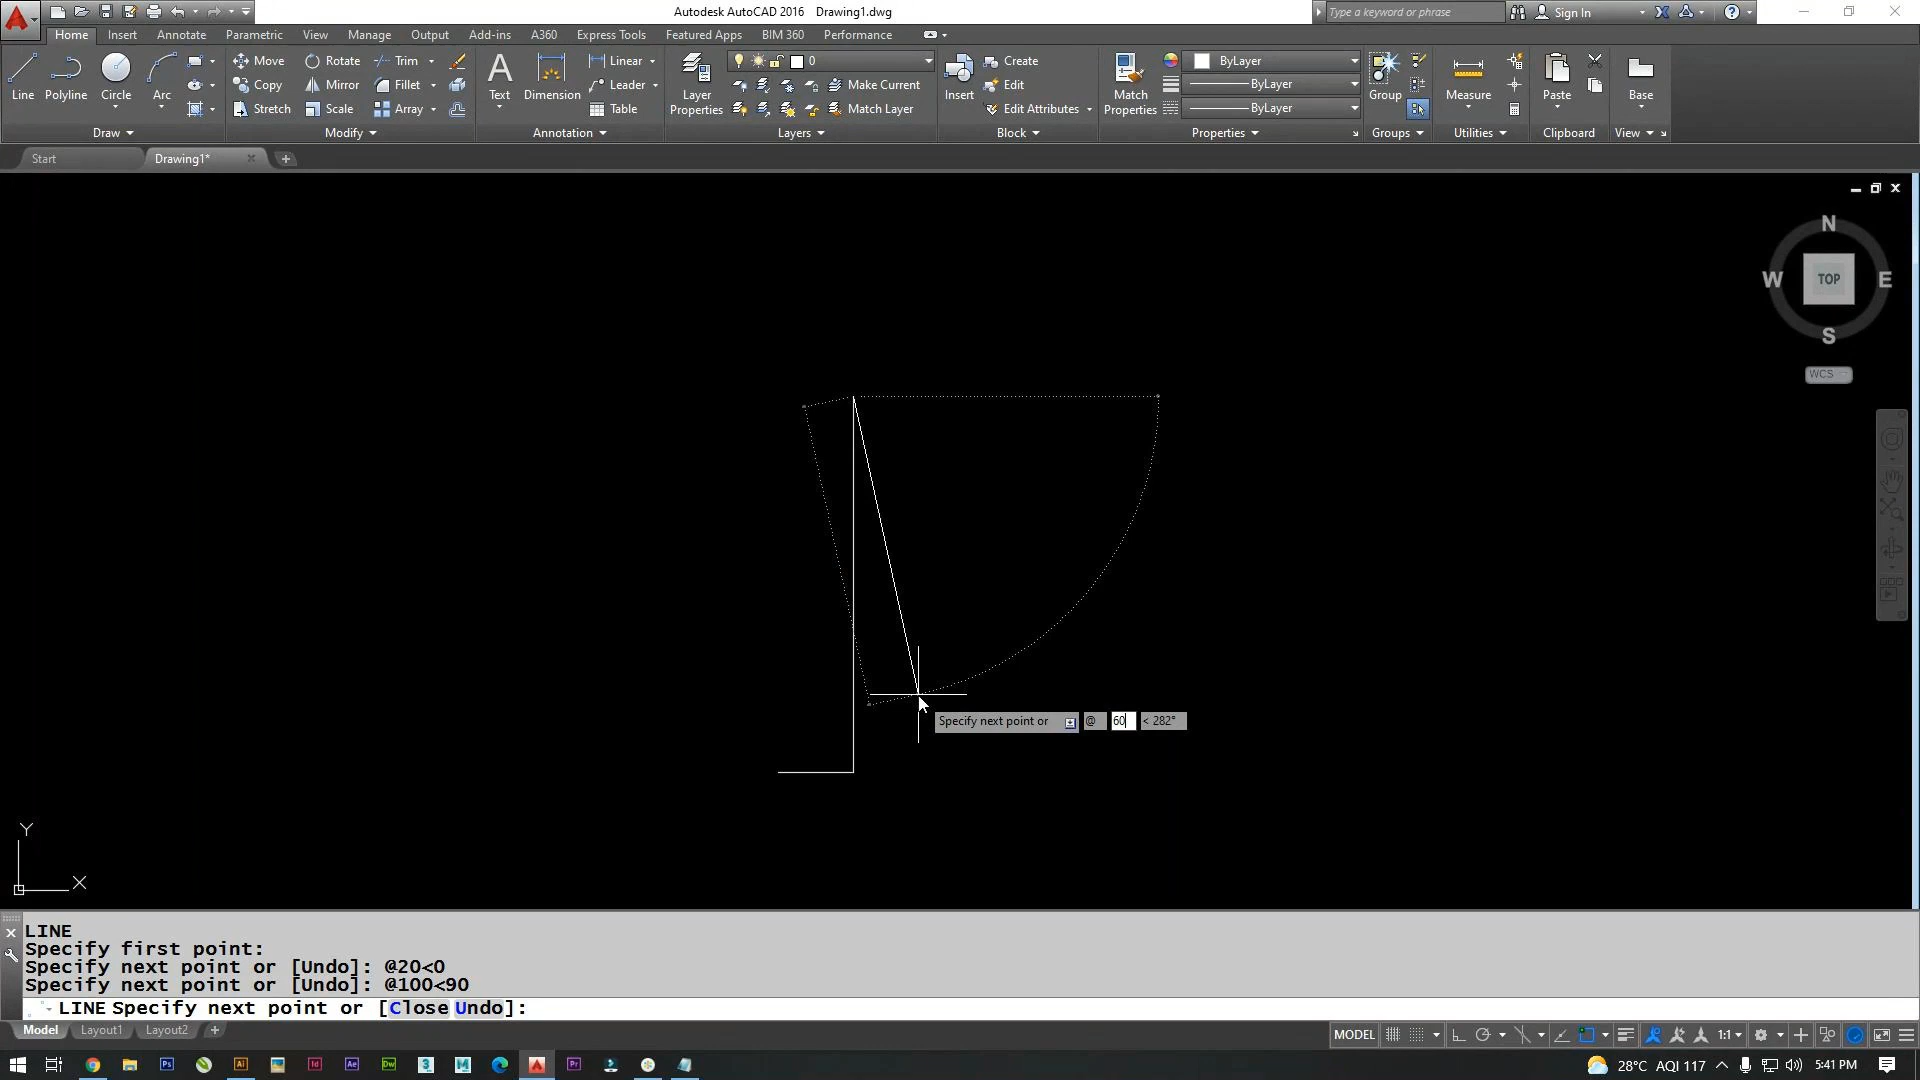 Autodesk AutoCAD 2016 Drawing1.dwg
Type a keyword or phrase
Sign In
Home Insert Annotate Parametric View Manage Output Add-ins A360 Express Tools Featured Apps BIM 360 Performance
Line Polyline Circle Arc
Move Rotate Trim
Copy Mirror Fillet
Stretch Scale Array
Text Dimension
Linear
Leader
Table
Layer Properties
0
Make Current
Match Layer
Insert
Create
Edit
Edit Attributes
Match Properties
ByLayer
ByLayer
ByLayer
Group
Measure
Paste
Base
Draw Modify Annotation Layers Block Properties Groups Utilities Clipboard View
Start Drawing1*
N
W TOP E
S
WCS
Specify next point or @ 60 < 282°
Y
X
LINE
Specify first point:
Specify next point or [Undo]: @20<0
Specify next point or [Undo]: @100<90
LINE Specify next point or [Close Undo]:
Model Layout1 Layout2 +
MODEL 1:1
28°C AQI 117 5:41 PM